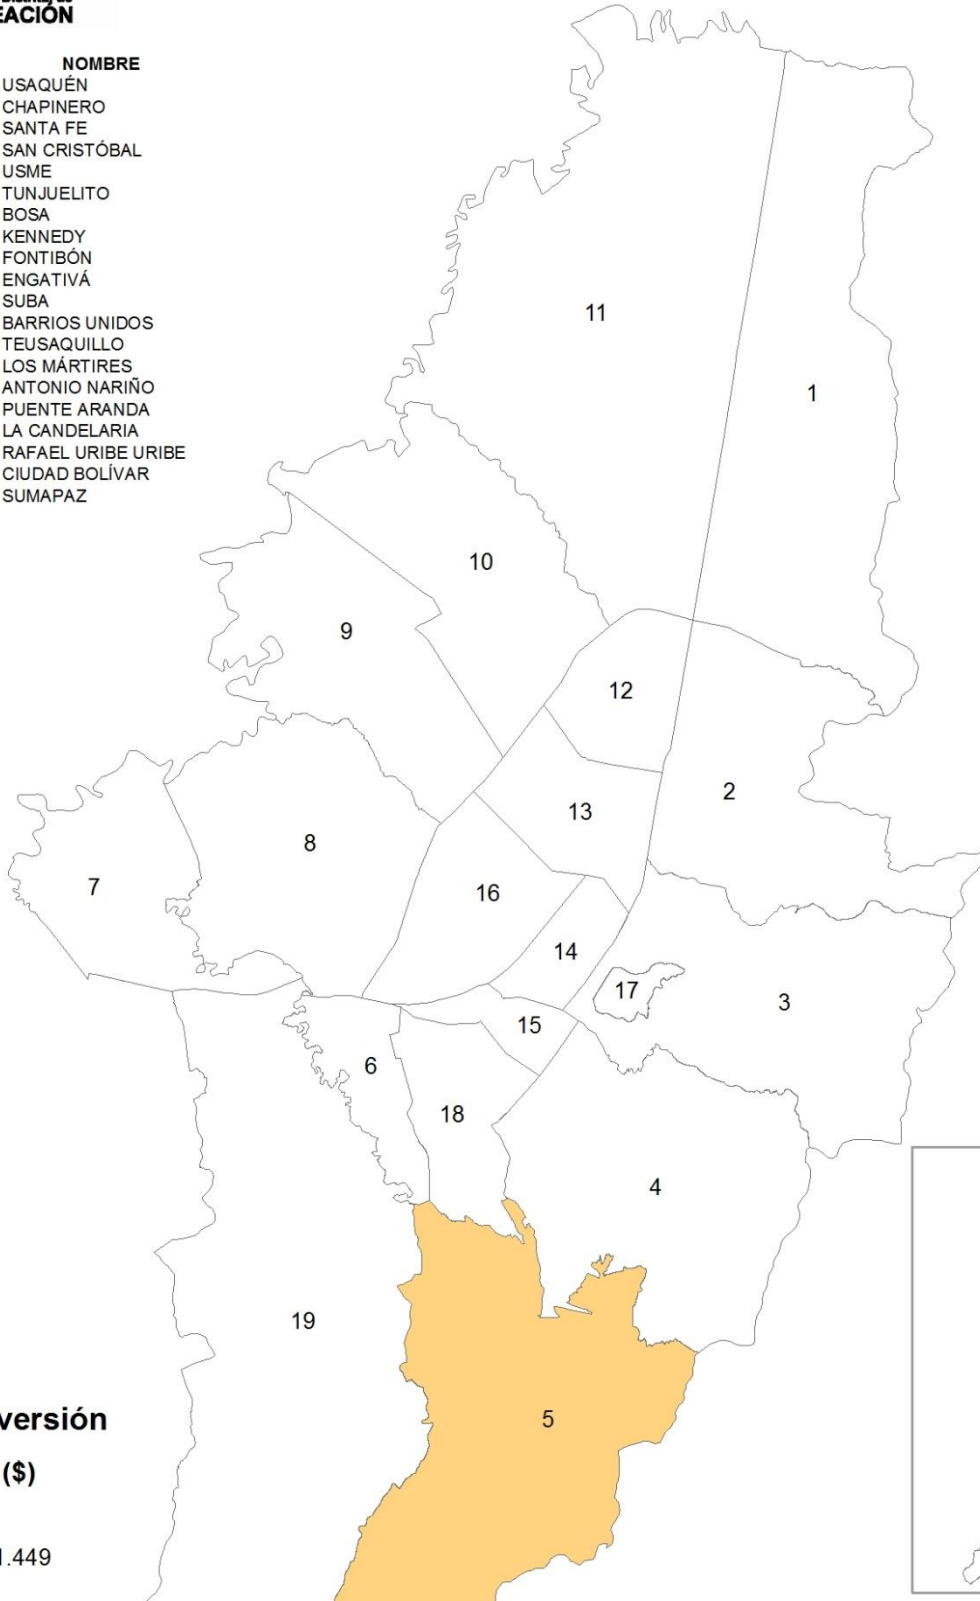 EACIÓN
NOMBRE
USAQUÉN
CHAPINERO
SANTA FE
SAN CRISTÓBAL
USME
TUNJUELITO
BOSA
KENNEDY
FONTIBÓN
ENGATIVÁ
SUBA
BARRIOS UNIDOS
TEUSAQUILLO
LOS MÁRTIRES
ANTONIO NARIÑO
PUENTE ARANDA
LA CANDELARIA
RAFAEL URIBE URIBE
CIUDAD BOLÍVAR
SUMAPAZ
11
1
10
9
12
2
13
8
7
16
14
17
3
15
6
18
4
19
5
versión
($)
1.449